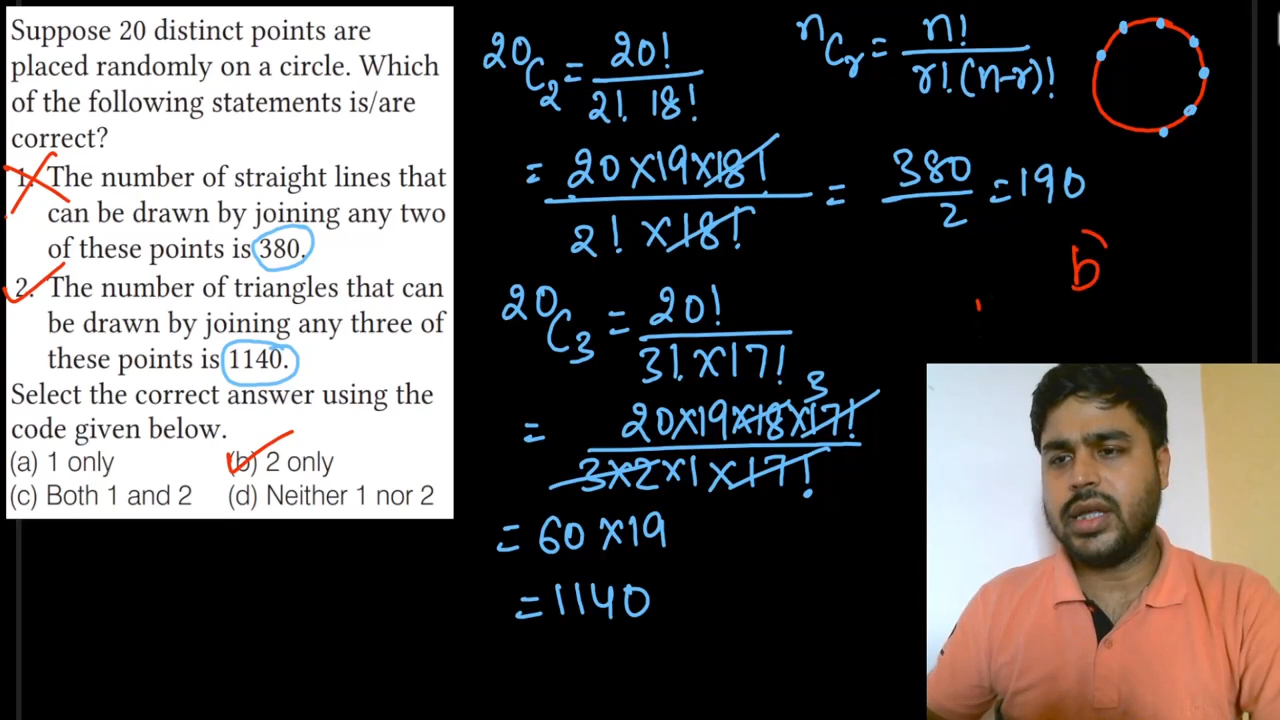 Suppose 20 distinct points are
placed randomly on a circle. Which
of the following statements is/are
correct?
1. The number of straight lines that
can be drawn by joining any two
of these points is 380.
2. The number of triangles that can
be drawn by joining any three of
these points is 1140.
Select the correct answer using the
code given below.
(a) 1 only (b) 2 only
(c) Both 1 and 2 (d) Neither 1 nor 2
20C2 = 20! / 2! 18!
nCr = n! / r! (n-r)!
= 20 × 19 × 18! / 2! × 18! = 380 / 2 = 190
b)
20C3 = 20! / 3! × 17!
= 20 × 19 × 18 3 × 17! / 3 × 2 × 1 × 17!
= 60 × 19
= 1140